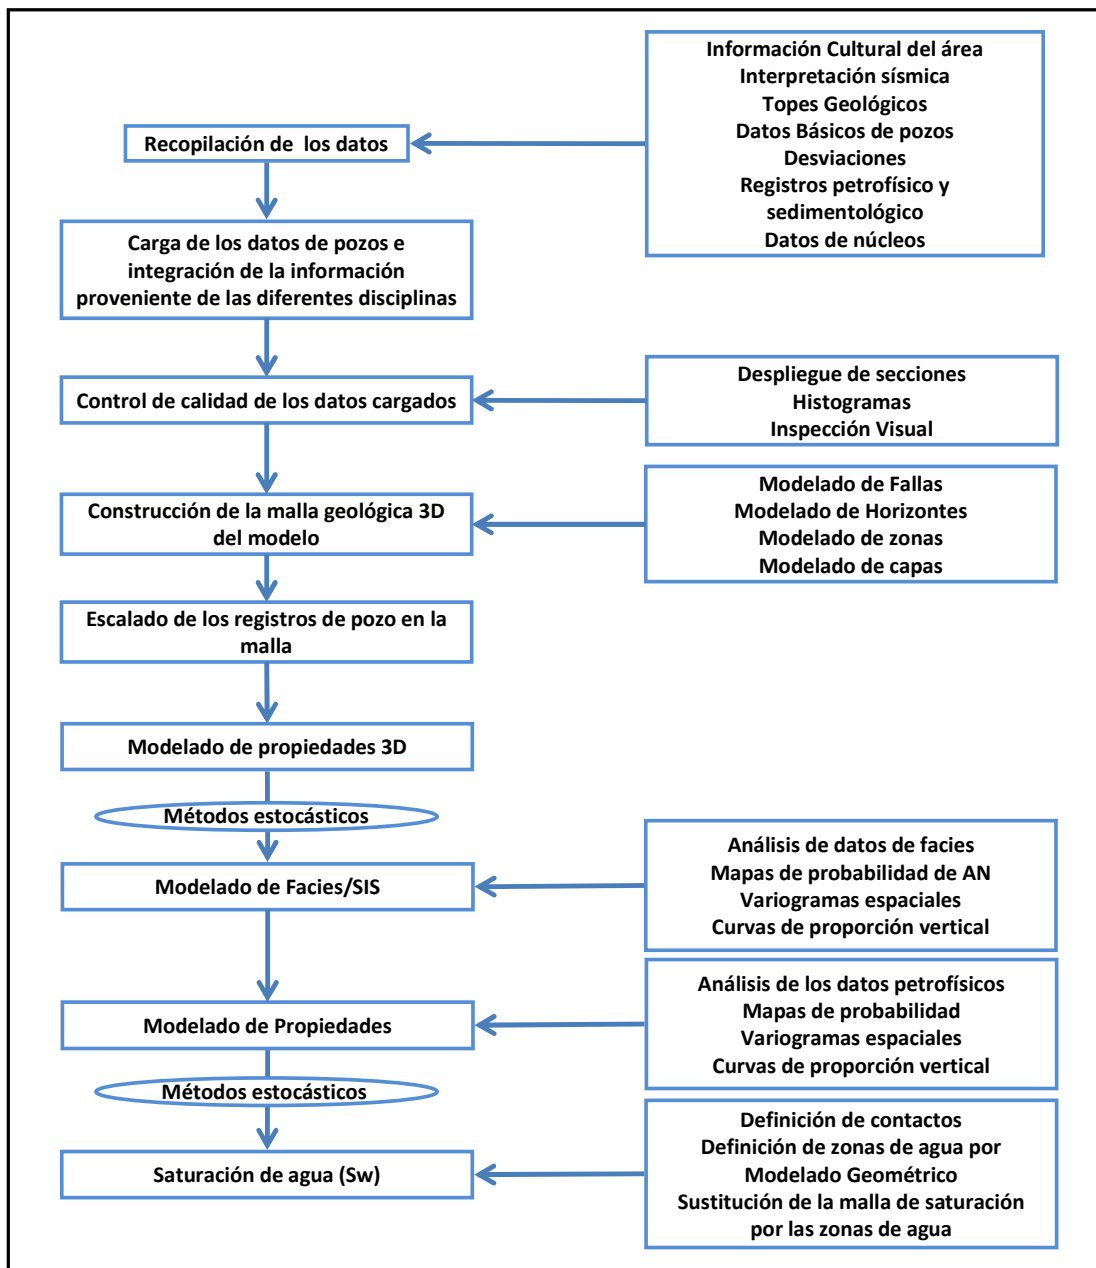 Información Cultural del área
Interpretación sísmica
Topes Geológicos
Datos Básicos de pozos
Desviaciones
Registros petrofísico y
sedimentológico
Datos de núcleos
Recopilación de los datos
Carga de los datos de pozos e
integración de la información
proveniente de las diferentes disciplinas
Despliegue de secciones
Histogramas
Inspección Visual
Control de calidad de los datos cargados
Modelado de Fallas
Modelado de Horizontes
Modelado de zonas
Modelado de capas
Construcción de la malla geológica 3D
del modelo
Escalado de los registros de pozo en la
malla
Modelado de propiedades 3D
Métodos estocásticos
Análisis de datos de facies
Mapas de probabilidad de AN
Variogramas espaciales
Curvas de proporción vertical
Modelado de Facies/SIS
Análisis de los datos petrofísicos
Mapas de probabilidad
Variogramas espaciales
Curvas de proporción vertical
Modelado de Propiedades
Métodos estocásticos
Definición de contactos
Definición de zonas de agua por
Modelado Geométrico
Sustitución de la malla de saturación
por las zonas de agua
Saturación de agua (Sw)